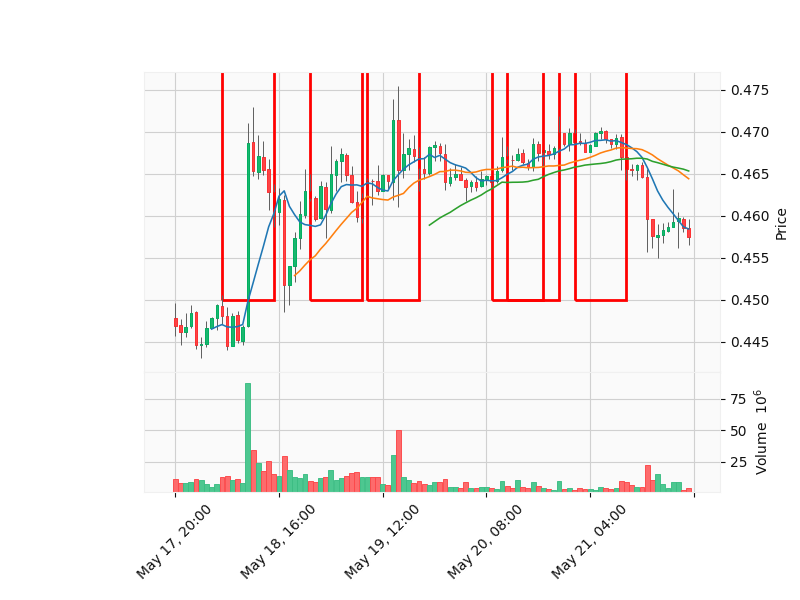 0.475
0.470
0.465
0.460
0.455
0.450
0.445
Price
75
50
25
Volume 10^6
May 17, 20:00
May 18, 16:00
May 19, 12:00
May 20, 08:00
May 21, 04:00